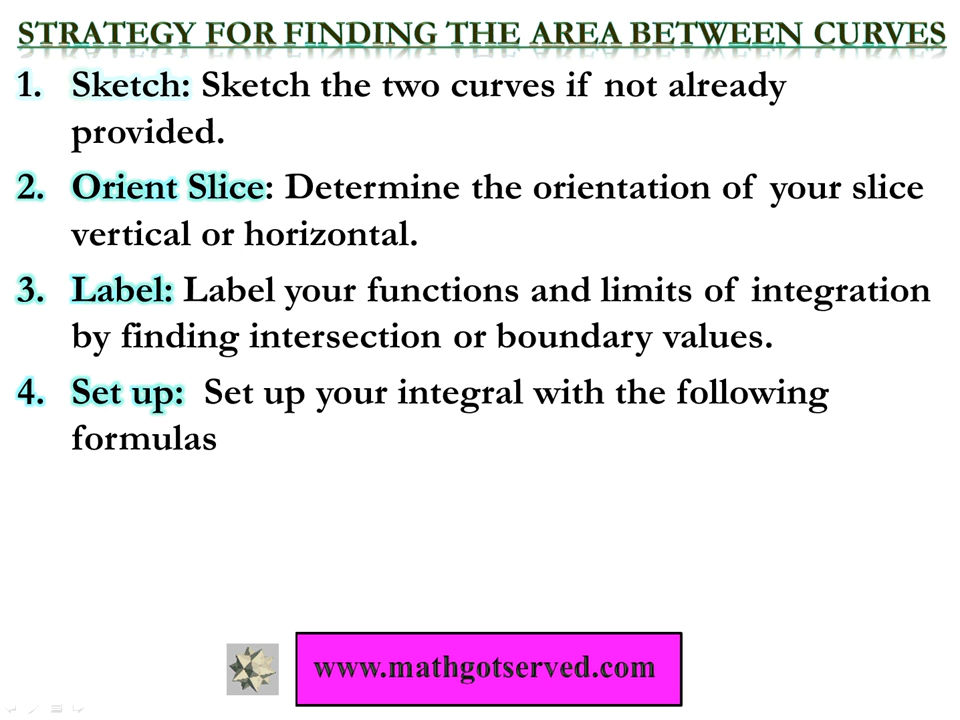 STRATEGY FOR FINDING THE AREA BETWEEN CURVES
1. Sketch: Sketch the two curves if not already
provided.
2. Orient Slice: Determine the orientation of your slice
vertical or horizontal.
3. Label: Label your functions and limits of integration
by finding intersection or boundary values.
4. Set up: Set up your integral with the following
formulas
www.mathgotserved.com